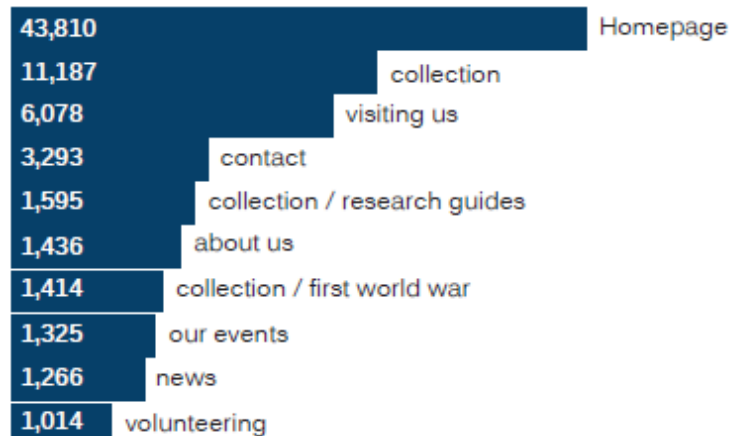 43,810 Homepage
11,187 collection
6,078 visiting us
3,293 contact
1,595 collection / research guides
1,436 about us
1,414 collection / first world war
1,325 our events
1,266 news
1,014 volunteering